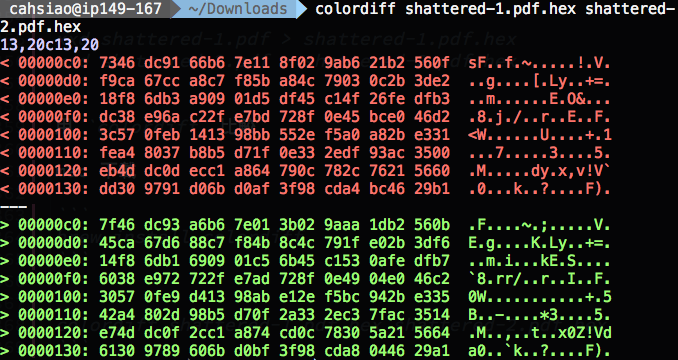 cahsiao@ip149-167 ~/Downloads colordiff shattered-1.pdf.hex shattered-
2.pdf.hex
13,20c13,20
< 00000c0: 7346 dc91 66b6 7e11 8f02 9ab6 21b2 560f sF..f.~.....!.V.
< 00000d0: f9ca 67cc a8c7 f85b a84c 7903 0c2b 3de2 ..g....[.Ly..+=.
< 00000e0: 18f8 6db3 a909 01d5 df45 c14f 26fe dfb3 ..m......E.O&...
< 00000f0: dc38 e96a c22f e7bd 728f 0e45 bce0 46d2 .8.j./..r..E..F.
< 0000100: 3c57 0feb 1413 98bb 552e f5a0 a82b e331 <W......U....+.1
< 0000110: fea4 8037 b8b5 d71f 0e33 2edf 93ac 3500 ...7.....3....5.
< 0000120: eb4d dc0d ecc1 a864 790c 782c 7621 5660 .M.....dy.x,v!V`
< 0000130: dd30 9791 d06b d0af 3f98 cda4 bc46 29b1 .0...k..?....F).
---
> 00000c0: 7f46 dc93 a6b6 7e01 3b02 9aaa 1db2 560b .F....~.;.....V.
> 00000d0: 45ca 67d6 88c7 f84b 8c4c 791f e02b 3df6 E.g....K.Ly..+=.
> 00000e0: 14f8 6db1 6909 01c5 6b45 c153 0afe dfb7 ..m.i...kE.S....
> 00000f0: 6038 e972 722f e7ad 728f 0e49 04e0 46c2 `8.rr/..r..I..F.
> 0000100: 3057 0fe9 d413 98ab e12e f5bc 942b e335 0W...........+.5
> 0000110: 42a4 802d 98b5 d70f 2a33 2ec3 7fac 3514 B..-....*3....5.
> 0000120: e74d dc0f 2cc1 a874 cd0c 7830 5a21 5664 .M..,..t..x0Z!Vd
> 0000130: 6130 9789 606b d0bf 3f98 cda8 0446 29a1 a0..`k..?....F).